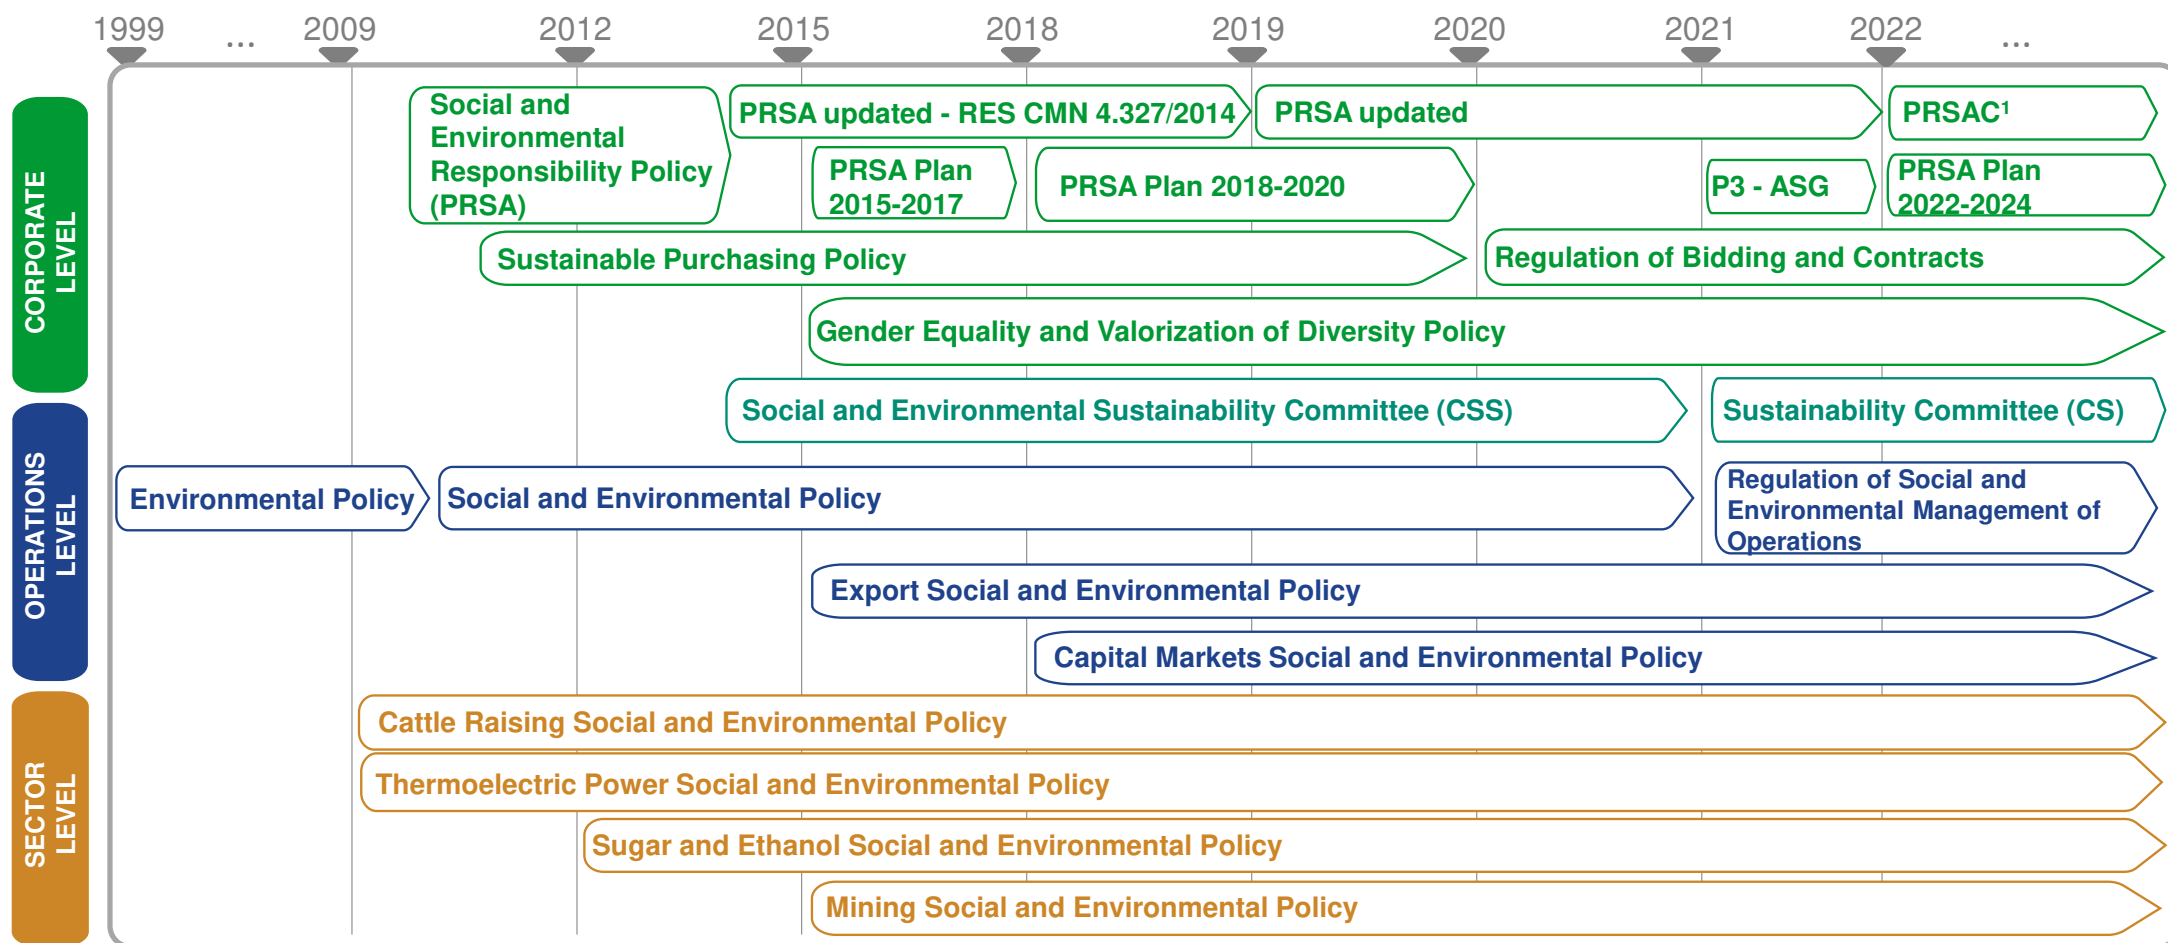 1999 ... 2009 2012 2015 2018 2019 2020 2021 2022 ...
CORPORATE
LEVEL
Social and
Environmental
Responsibility Policy
(PRSA)
PRSA updated - RES CMN 4.327/2014
PRSA updated
PRSAC¹
PRSA Plan
2015-2017
PRSA Plan 2018-2020
P3 - ASG
PRSA Plan
2022-2024
Sustainable Purchasing Policy
Regulation of Bidding and Contracts
Gender Equality and Valorization of Diversity Policy
Social and Environmental Sustainability Committee (CSS)
Sustainability Committee (CS)
OPERATIONS
LEVEL
Environmental Policy
Social and Environmental Policy
Regulation of Social and
Environmental Management of
Operations
Export Social and Environmental Policy
Capital Markets Social and Environmental Policy
SECTOR
LEVEL
Cattle Raising Social and Environmental Policy
Thermoelectric Power Social and Environmental Policy
Sugar and Ethanol Social and Environmental Policy
Mining Social and Environmental Policy